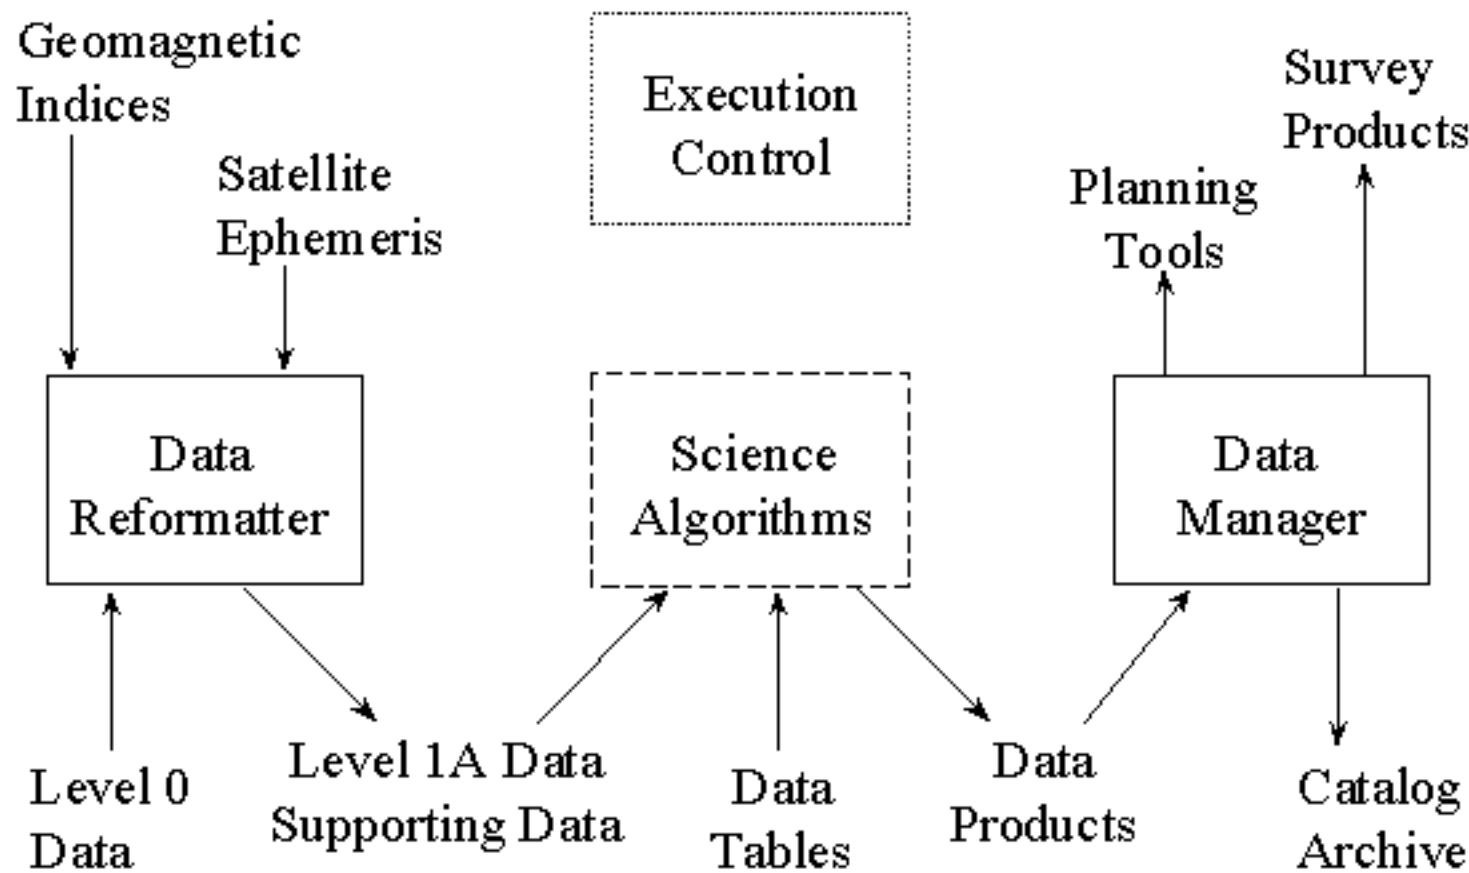 Geomagnetic
Indices
Satellite
Ephemeris
Execution
Control
Planning
Tools
Survey
Products
Data
Reformatter
Science
Algorithms
Data
Manager
Level 0
Data
Level 1A Data
Supporting Data
Data
Tables
Data
Products
Catalog
Archive